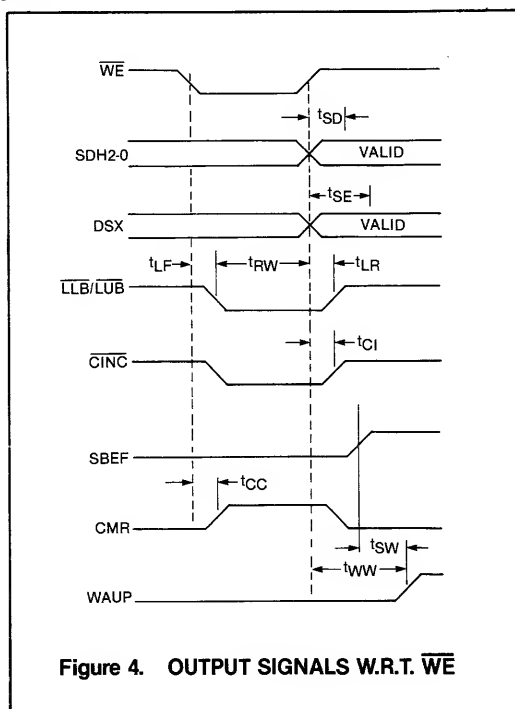 WE
tSD
SDH2-0
VALID
tSE
DSX
VALID
tLF
tRW
tLR
LLB/LUB
tCI
CINC
SBEF
tCC
CMR
tSW
tWW
WAUP
Figure 4. OUTPUT SIGNALS W.R.T. WE